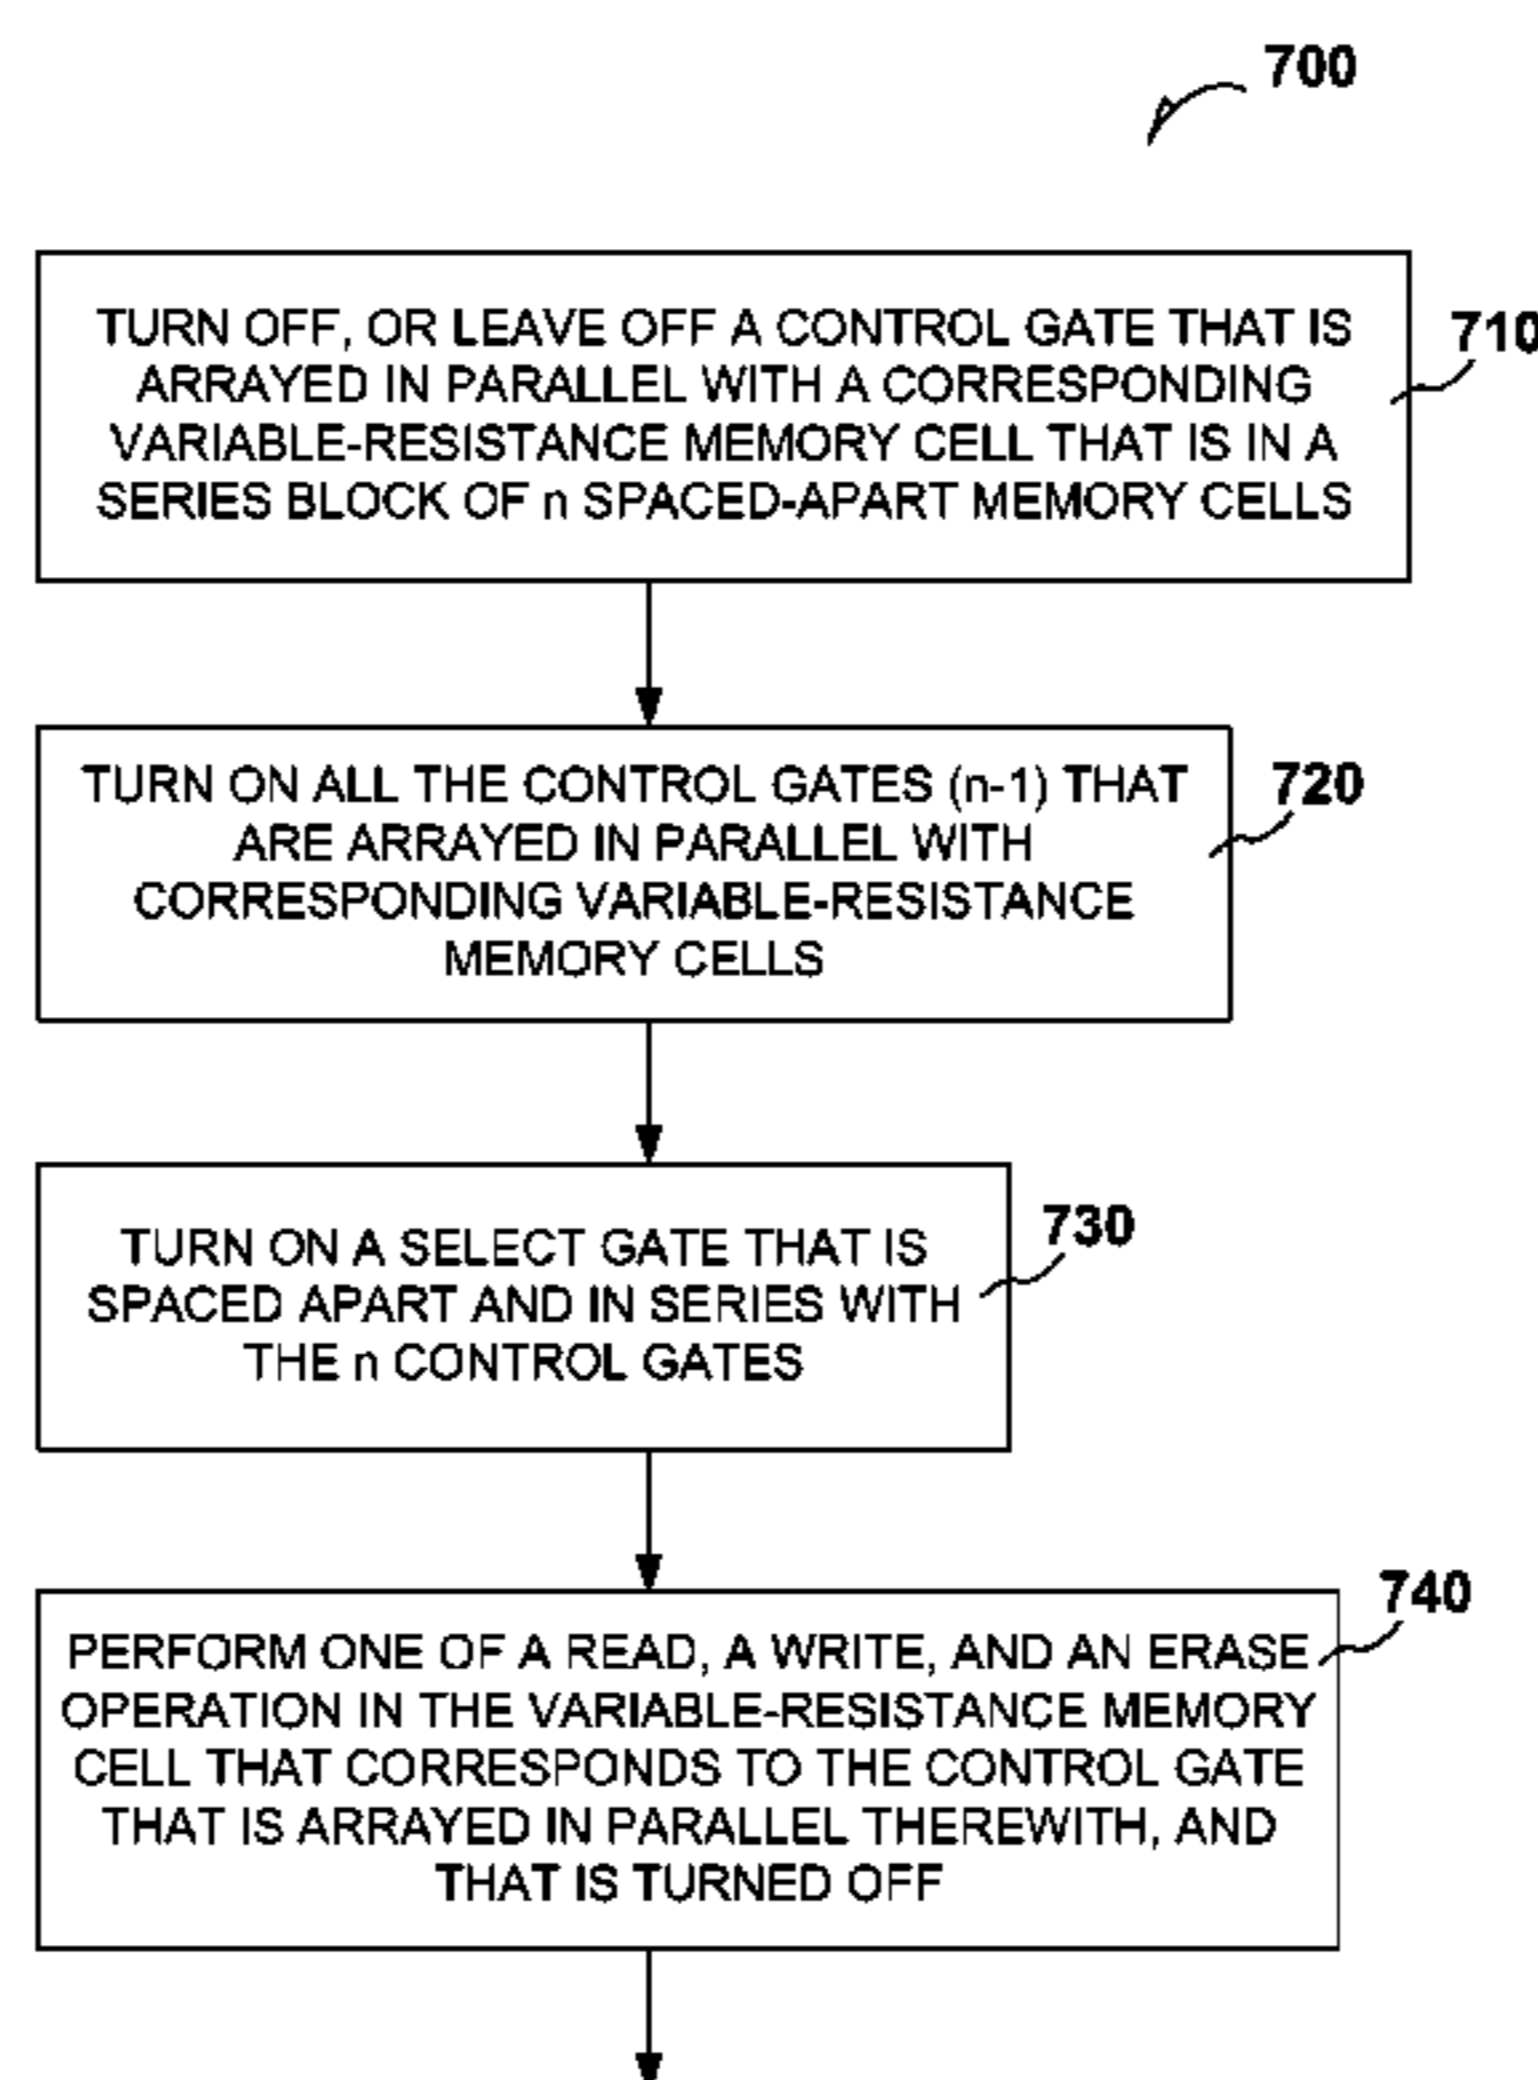 700
TURN OFF, OR LEAVE OFF A CONTROL GATE THAT IS
ARRAYED IN PARALLEL WITH A CORRESPONDING
VARIABLE-RESISTANCE MEMORY CELL THAT IS IN A
SERIES BLOCK OF n SPACED-APART MEMORY CELLS
710
TURN ON ALL THE CONTROL GATES (n-1) THAT
ARE ARRAYED IN PARALLEL WITH
CORRESPONDING VARIABLE-RESISTANCE
MEMORY CELLS
720
TURN ON A SELECT GATE THAT IS
SPACED APART AND IN SERIES WITH
THE n CONTROL GATES
730
PERFORM ONE OF A READ, A WRITE, AND AN ERASE
OPERATION IN THE VARIABLE-RESISTANCE MEMORY
CELL THAT CORRESPONDS TO THE CONTROL GATE
THAT IS ARRAYED IN PARALLEL THEREWITH, AND
THAT IS TURNED OFF
740